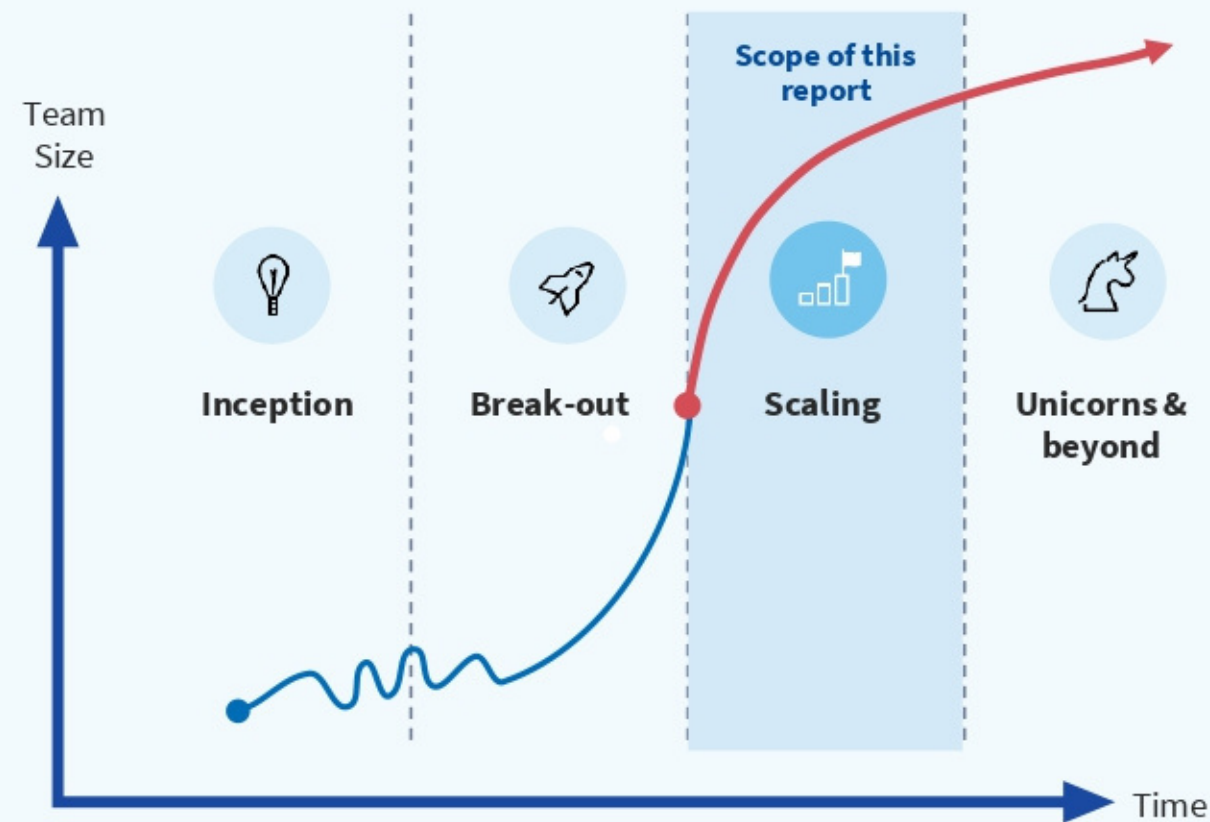 Scope of this
report
Team
Size
Inception
Break-out
Scaling
Unicorns &
beyond
Time